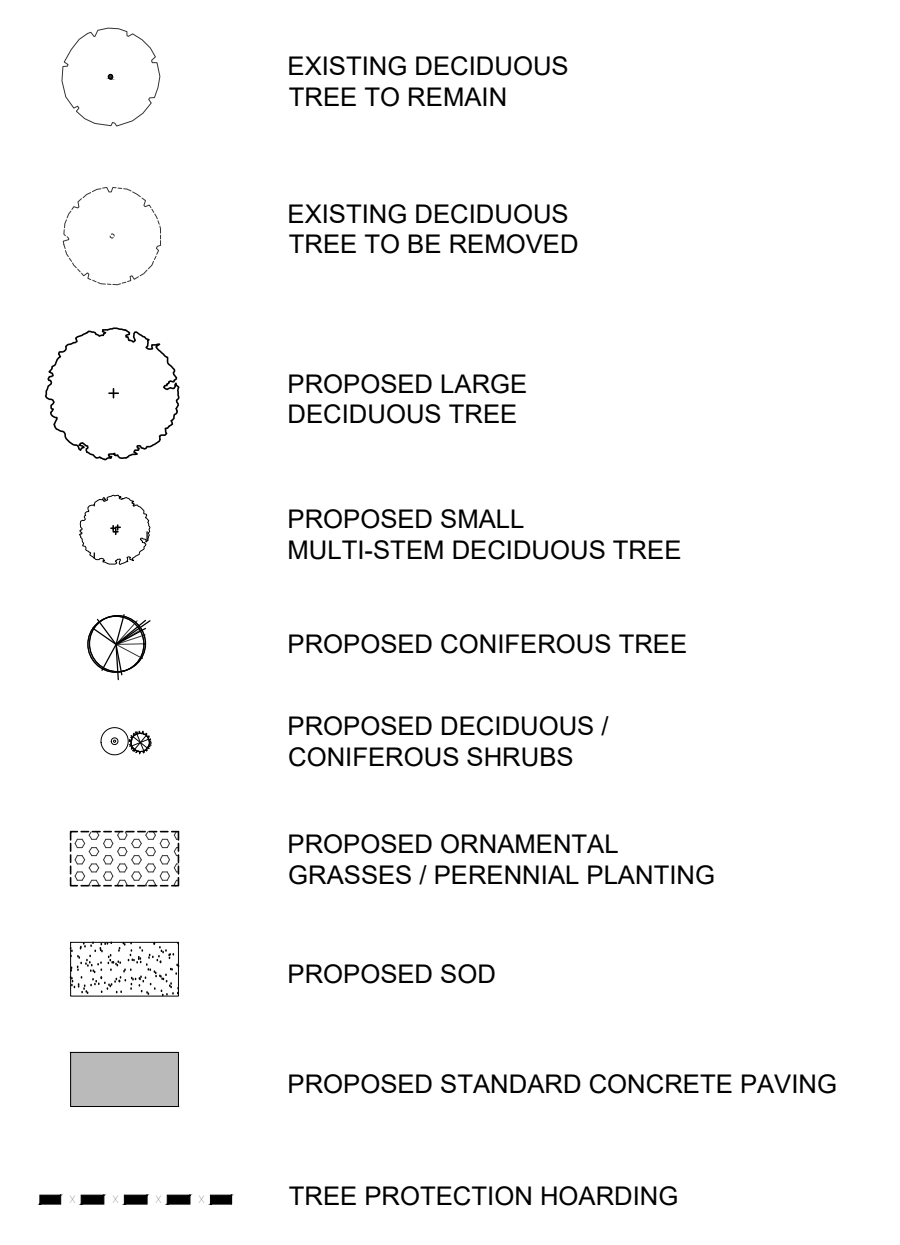 EXISTING DECIDUOUS
TREE TO REMAIN
EXISTING DECIDUOUS
TREE TO BE REMOVED
PROPOSED LARGE
DECIDUOUS TREE
PROPOSED SMALL
MULTI-STEM DECIDUOUS TREE
PROPOSED CONIFEROUS TREE
PROPOSED DECIDUOUS /
CONIFEROUS SHRUBS
PROPOSED ORNAMENTAL
GRASSES / PERENNIAL PLANTING
PROPOSED SOD
PROPOSED STANDARD CONCRETE PAVING
X X X X TREE PROTECTION HOARDING